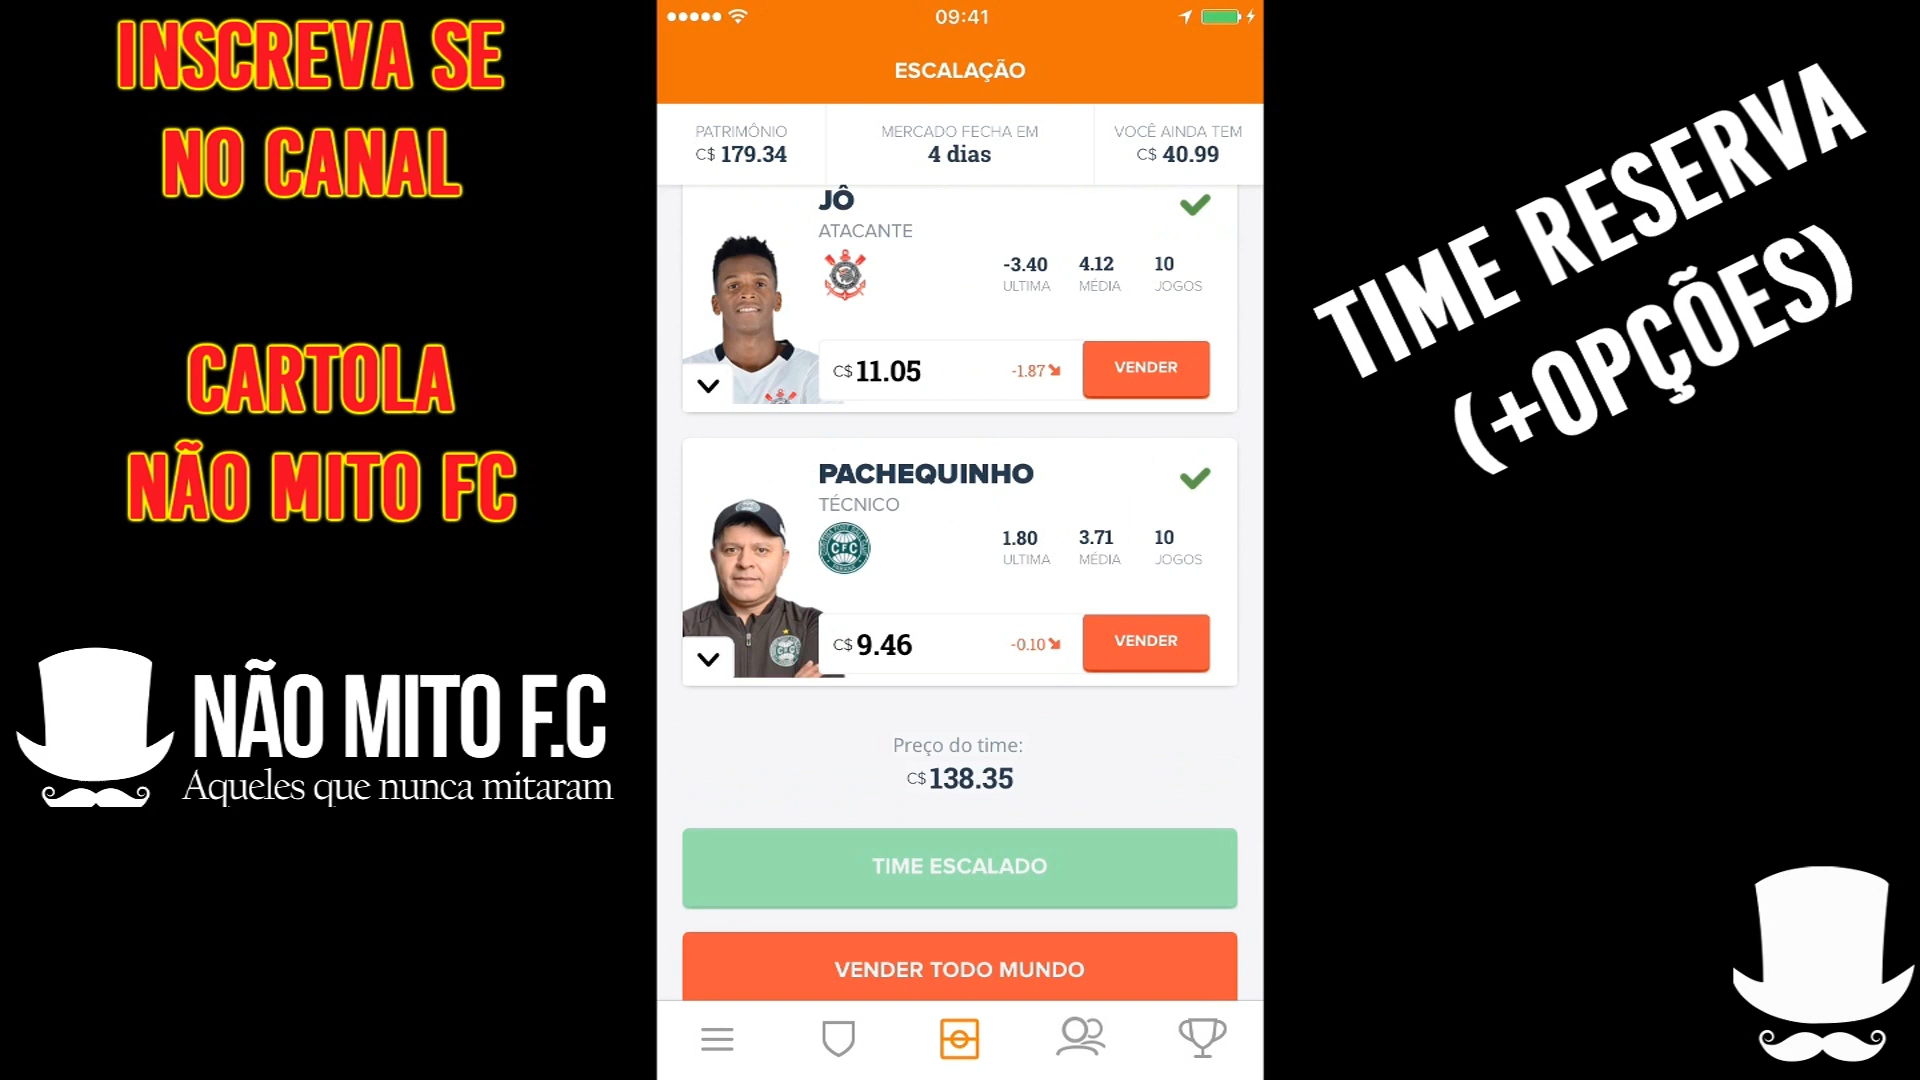 INSCREVA SE
NO CANAL
CARTOLA
NÃO MITO FC
NÃO MITO F.C
Aqueles que nunca mitaram
09:41
ESCALAÇÃO
PATRIMÔNIO
C$ 179.34
MERCADO FECHA EM
4 dias
VOCÊ AINDA TEM
C$ 40.99
JÔ
ATACANTE
-3.40 4.12 10
ULTIMA MÉDIA JOGOS
C$ 11.05 -1.87 VENDER
PACHEQUINHO
TÉCNICO
CFC
1.80 3.71 10
ULTIMA MÉDIA JOGOS
C$ 9.46 -0.10 VENDER
Preço do time:
C$ 138.35
TIME ESCALADO
VENDER TODO MUNDO
TIME RESERVA
(+OPÇÕES)